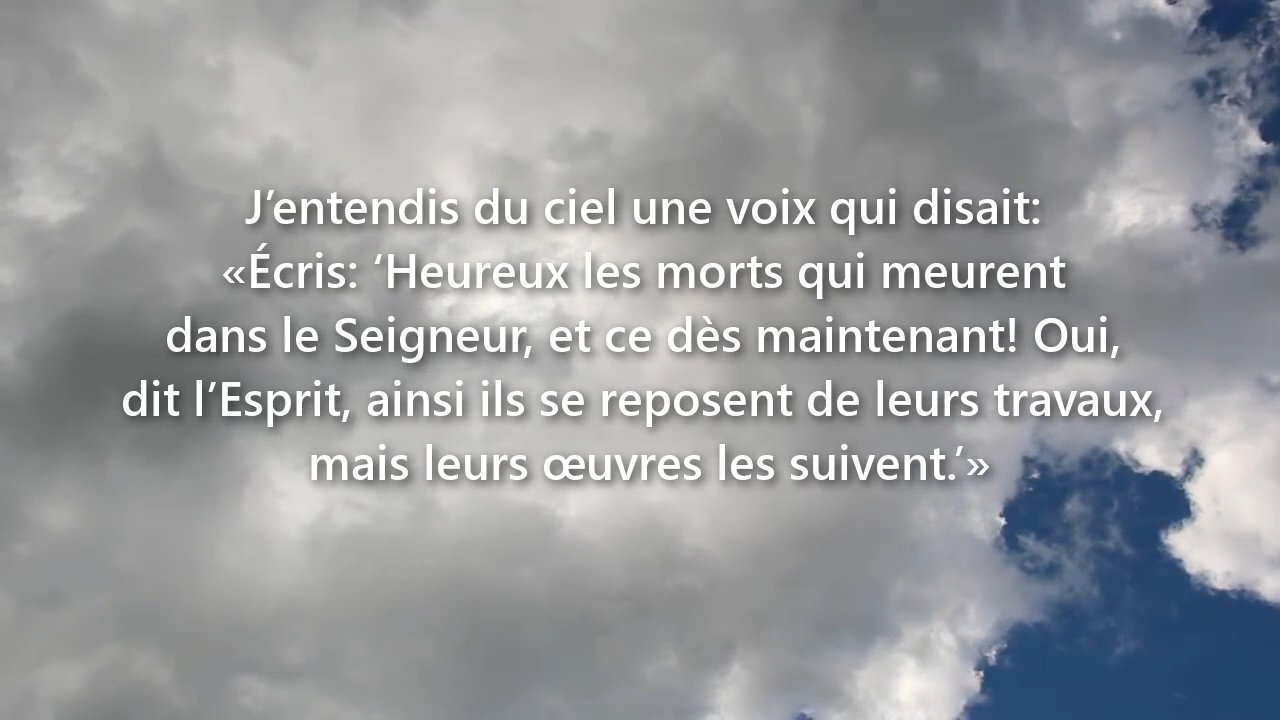 J’entendis du ciel une voix qui disait:
«Écris: ‘Heureux les morts qui meurent
dans le Seigneur, et ce dès maintenant! Oui,
dit l’Esprit, ainsi ils se reposent de leurs travaux,
mais leurs œuvres les suivent.’»